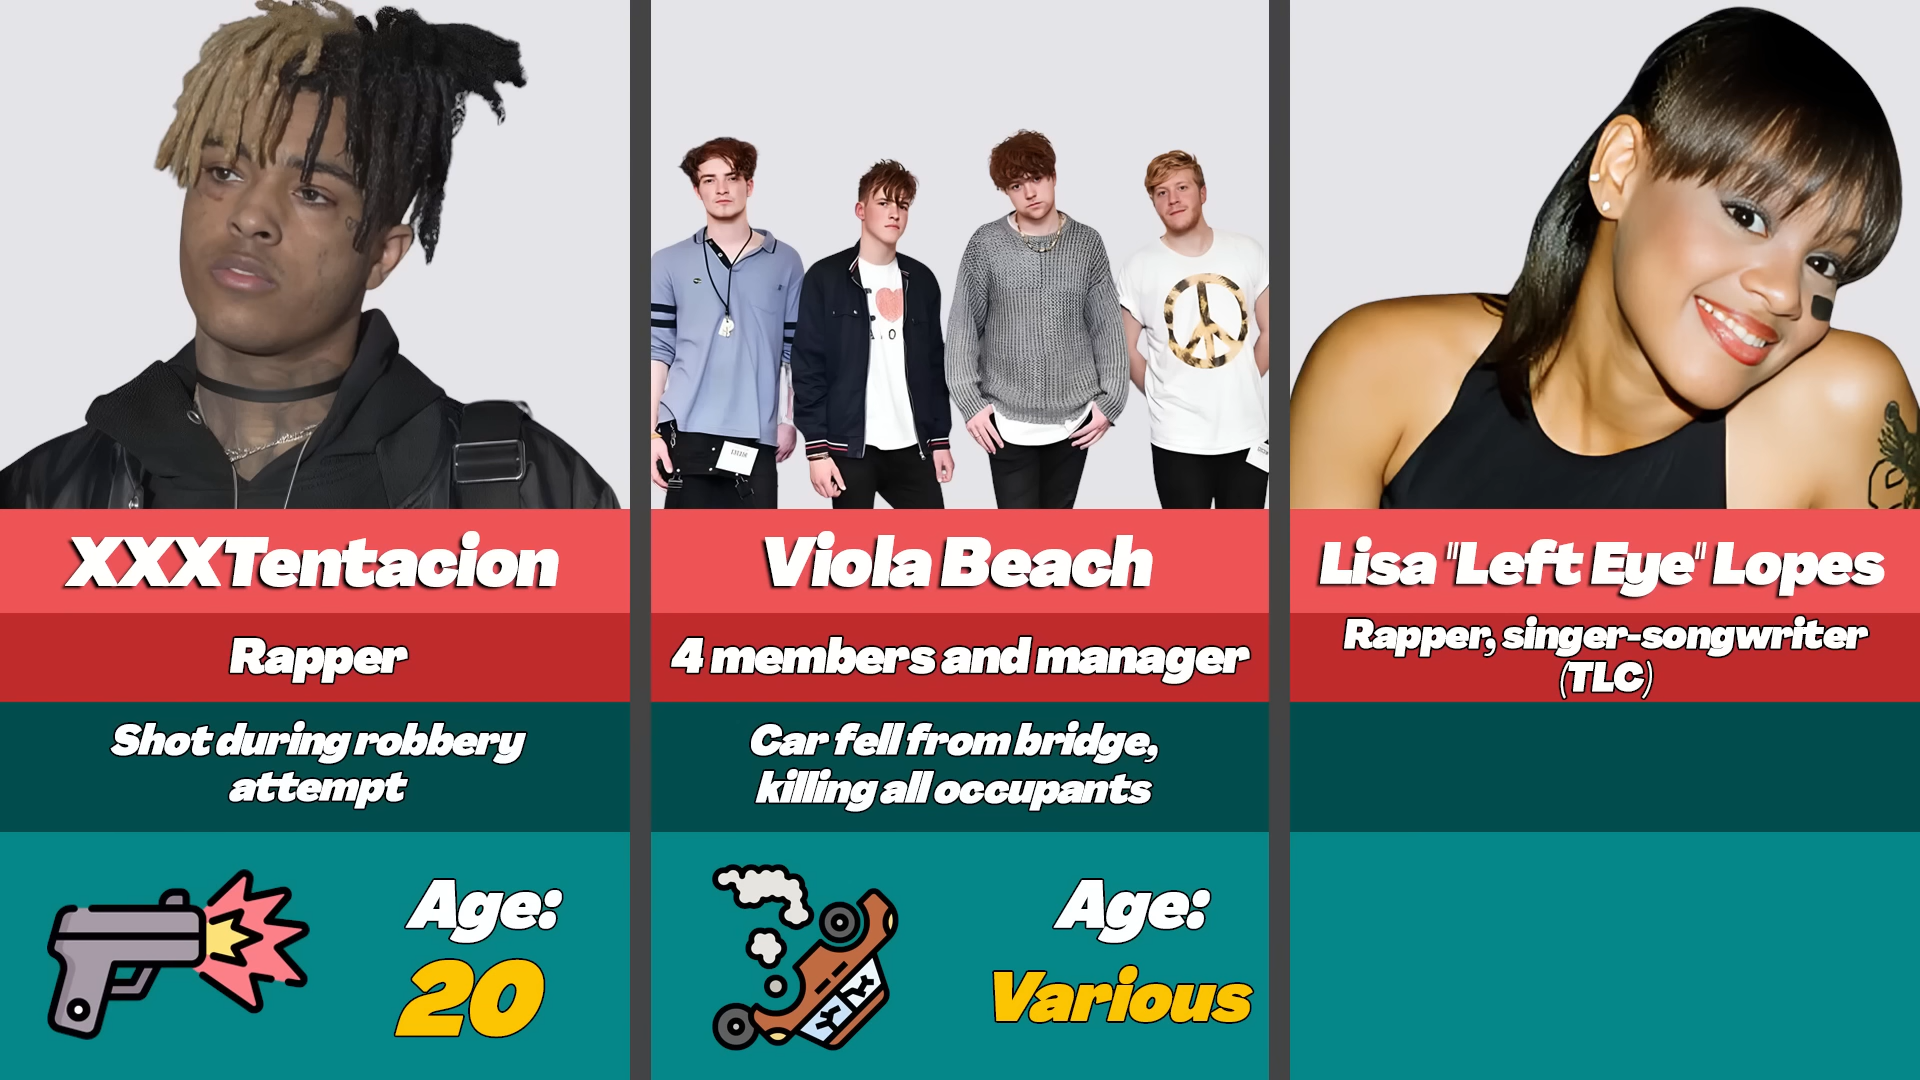 XXXTentacion
Rapper
Shot during robbery
attempt
Age:
20
Viola Beach
4 members and manager
Car fell from bridge,
killing all occupants
Age:
Various
Lisa "Left Eye" Lopes
Rapper, singer-songwriter
(TLC)